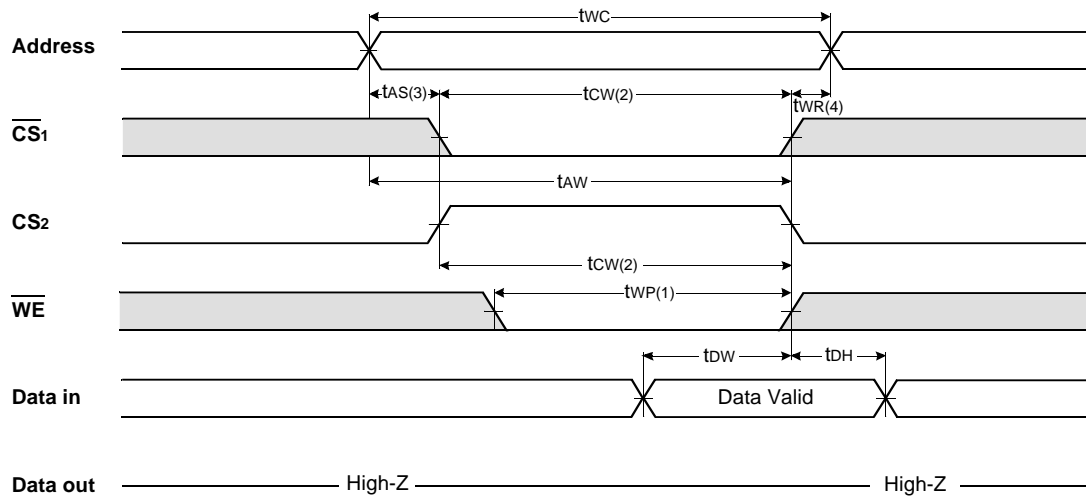 tWC
Address
tAS(3)
tCW(2)
tWR(4)
CS1
tAW
CS2
tCW(2)
tWP(1)
WE
tDW
tDH
Data in
Data Valid
Data out
High-Z
High-Z